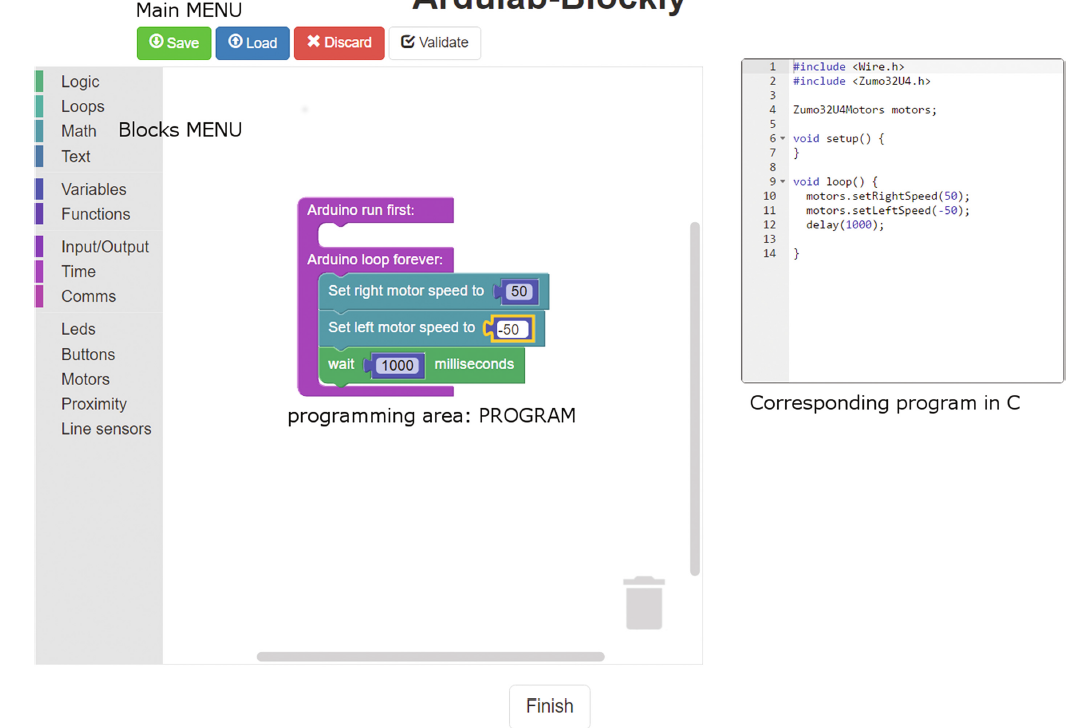 Main MENU
Ardulab-Blockly
Save
Load
Discard
Validate
Logic
Loops
Math
Text
Variables
Functions
Input/Output
Time
Comms
Leds
Buttons
Motors
Proximity
Line sensors
Blocks MENU
Arduino run first:
Arduino loop forever:
Set right motor speed to 50
Set left motor speed to -50
wait 1000 milliseconds
programming area: PROGRAM
1 #include <Wire.h>
2 #include <Zumo32U4.h>
3
4 Zumo32U4Motors motors;
5
6 void setup() {
7 }
8
9 void loop() {
10 motors.setRightSpeed(50);
11 motors.setLeftSpeed(-50);
12 delay(1000);
13
14 }
Corresponding program in C
Finish